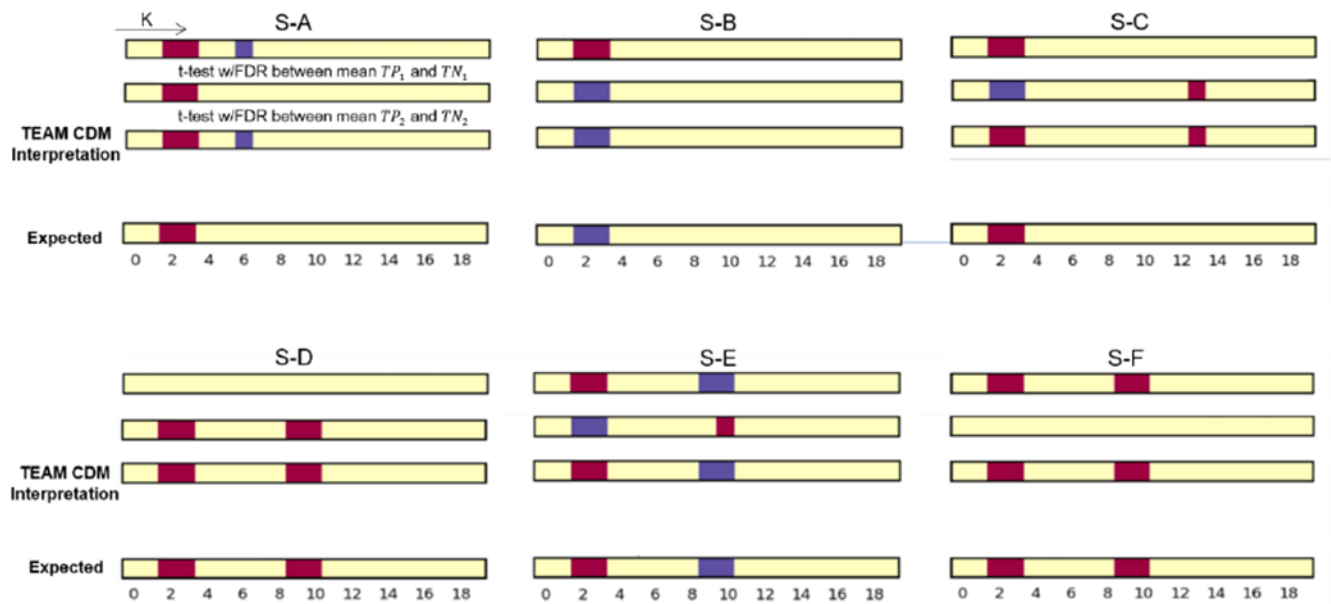 K
S-A
S-B
S-C
t-test w/FDR between mean TP₁ and TN₁
t-test w/FDR between mean TP₂ and TN₂
TEAM CDM
Interpretation
Expected
0 2 4 6 8 10 12 14 16 18
0 2 4 6 8 10 12 14 16 18
0 2 4 6 8 10 12 14 16 18
S-D
S-E
S-F
TEAM CDM
Interpretation
Expected
0 2 4 6 8 10 12 14 16 18
0 2 4 6 8 10 12 14 16 18
0 2 4 6 8 10 12 14 16 18